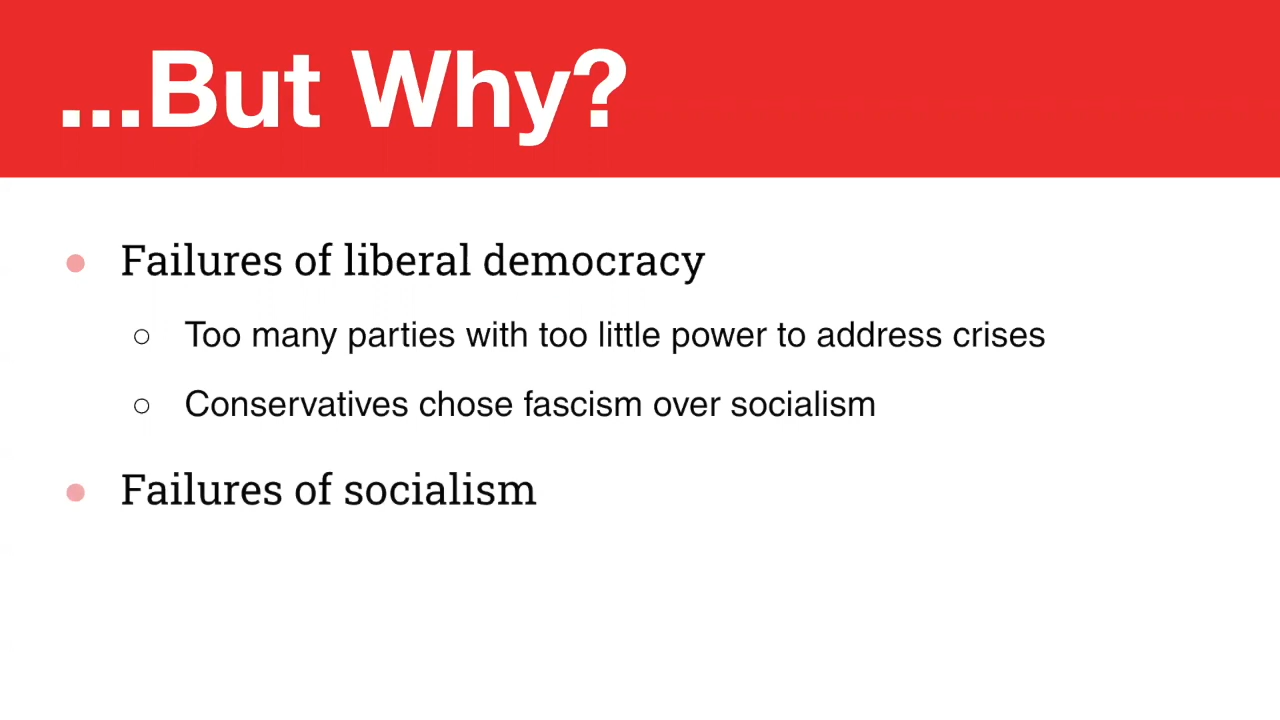 ...But Why?
Failures of liberal democracy
Too many parties with too little power to address crises
Conservatives chose fascism over socialism
Failures of socialism